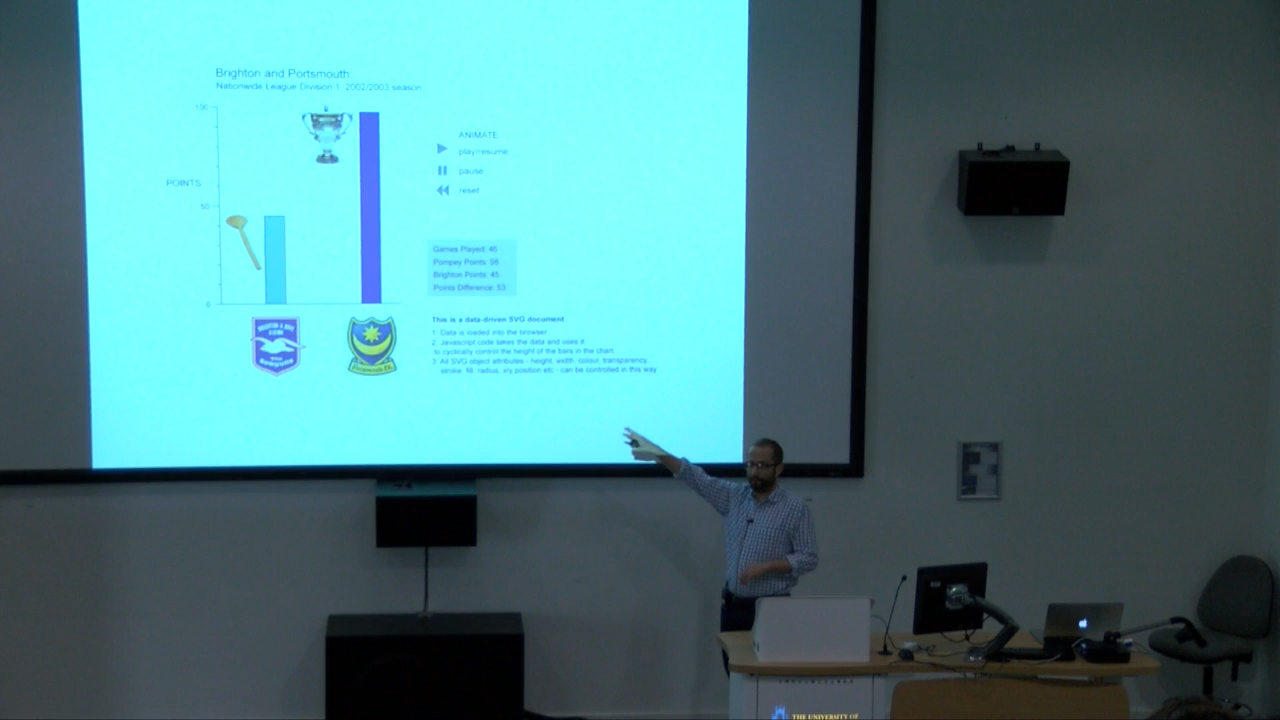 Brighton and Portsmouth
Nationwide League Division 1, 2002/2003 season
100
POINTS
50
0
ANIMATE
play/resume
pause
reset
Games Played: 46
Pompey Points: 98
Brighton Points: 45
Points Difference: 53
This is a data-driven SVG document
1. Data is loaded into the browser
2. Javascript code takes the data and uses it
to cyclically control the height of the bars in the chart.
3. All SVG object attributes - height, width, colour, transparency,
stroke, fill, radius, x/y position etc - can be controlled in this way
THE UNIVERSITY OF